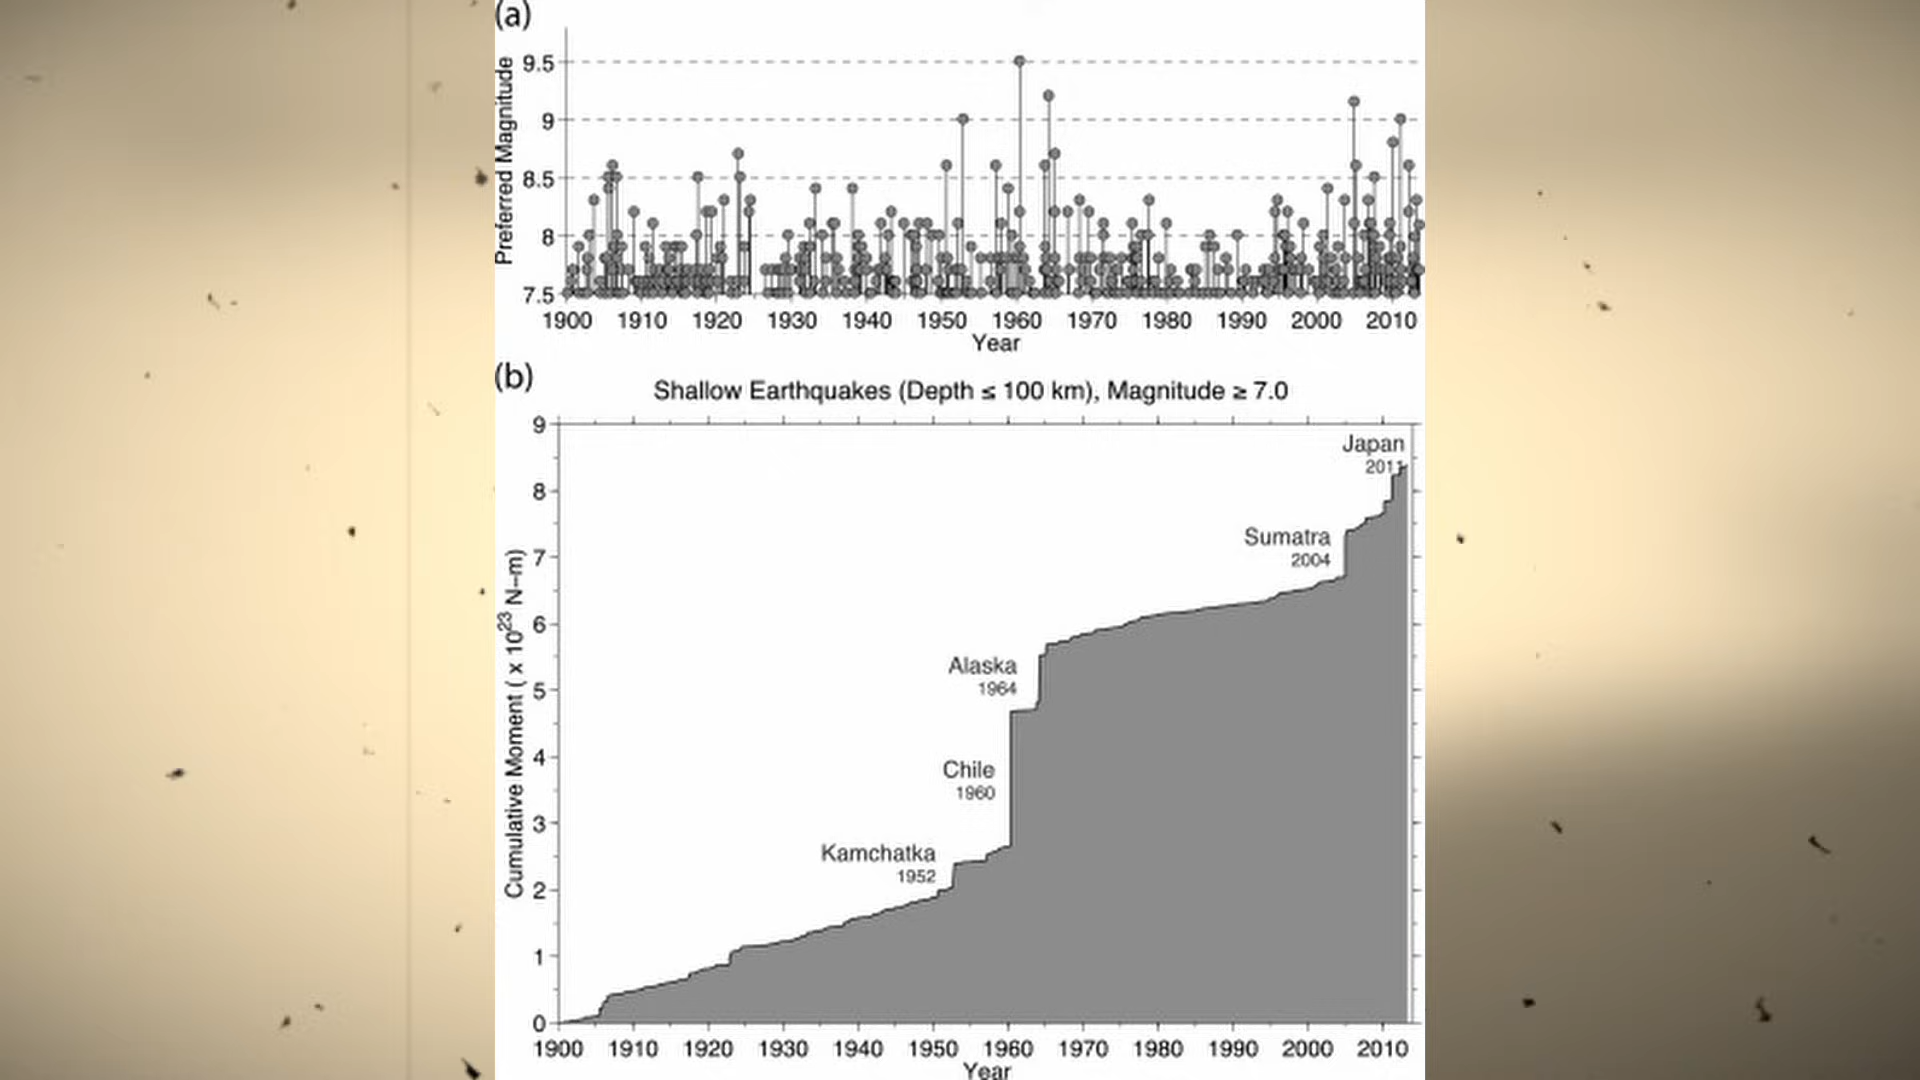 (a)
Preferred Magnitude
9.5
9
8.5
8
7.5
1900 1910 1920 1930 1940 1950 1960 1970 1980 1990 2000 2010
Year
(b)
Shallow Earthquakes (Depth ≤ 100 km), Magnitude ≥ 7.0
Cumulative Moment ( x 10²³ N–m)
9
8
7
6
5
4
3
2
1
0
Japan
2011
Sumatra
2004
Alaska
1964
Chile
1960
Kamchatka
1952
1900 1910 1920 1930 1940 1950 1960 1970 1980 1990 2000 2010
Year